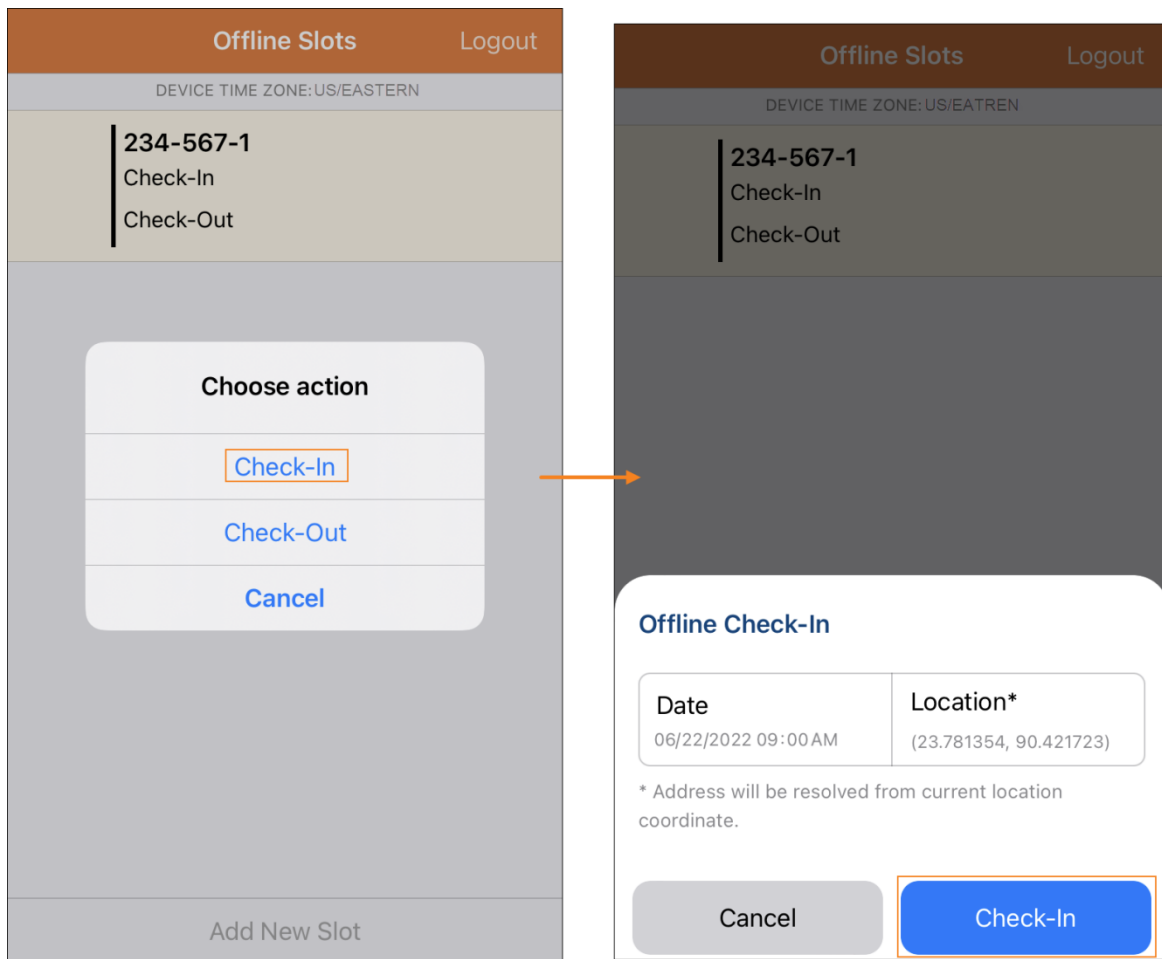 Offline Slots Logout
DEVICE TIME ZONE:US/EASTERN
234-567-1
Check-In
Check-Out
Choose action
Check-In
Check-Out
Cancel
Add New Slot
Offline Slots Logout
DEVICE TIME ZONE:US/EATREN
234-567-1
Check-In
Check-Out
Offline Check-In
Date Location*
06/22/2022 09:00AM (23.781354, 90.421723)
* Address will be resolved from current location
coordinate.
Cancel Check-In